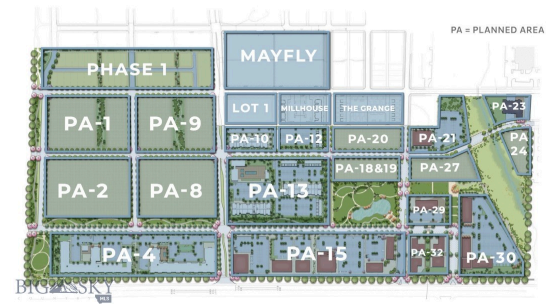 PA = PLANNED AREA
MAYFLY
PHASE 1
LOT 1
MILLHOUSE
THE GRANGE
PA-23
PA-1
PA-9
PA-10
PA-12
PA-20
PA-21
PA
24
PA-18&19
PA-27
PA-2
PA-8
PA-13
PA-29
PA-4
PA-15
PA-32
PA-30
BIG SKY
MLS